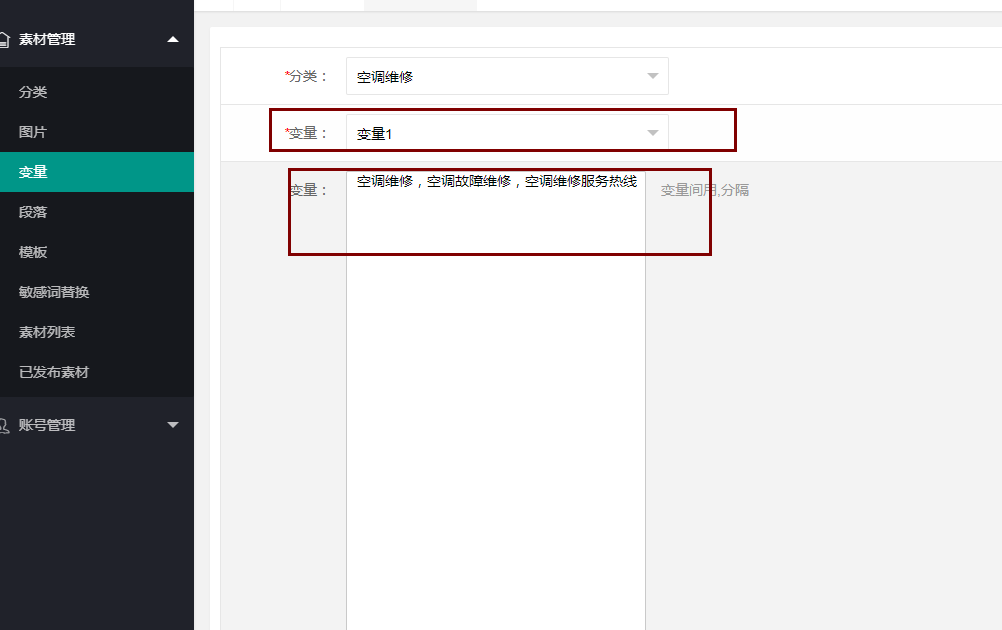 素材管理
分类
图片
变量
段落
模板
敏感词替换
素材列表
已发布素材
账号管理
*分类： 空调维修
*变量： 变量1
变量： 空调维修，空调故障维修，空调维修服务热线 变量间用,分隔